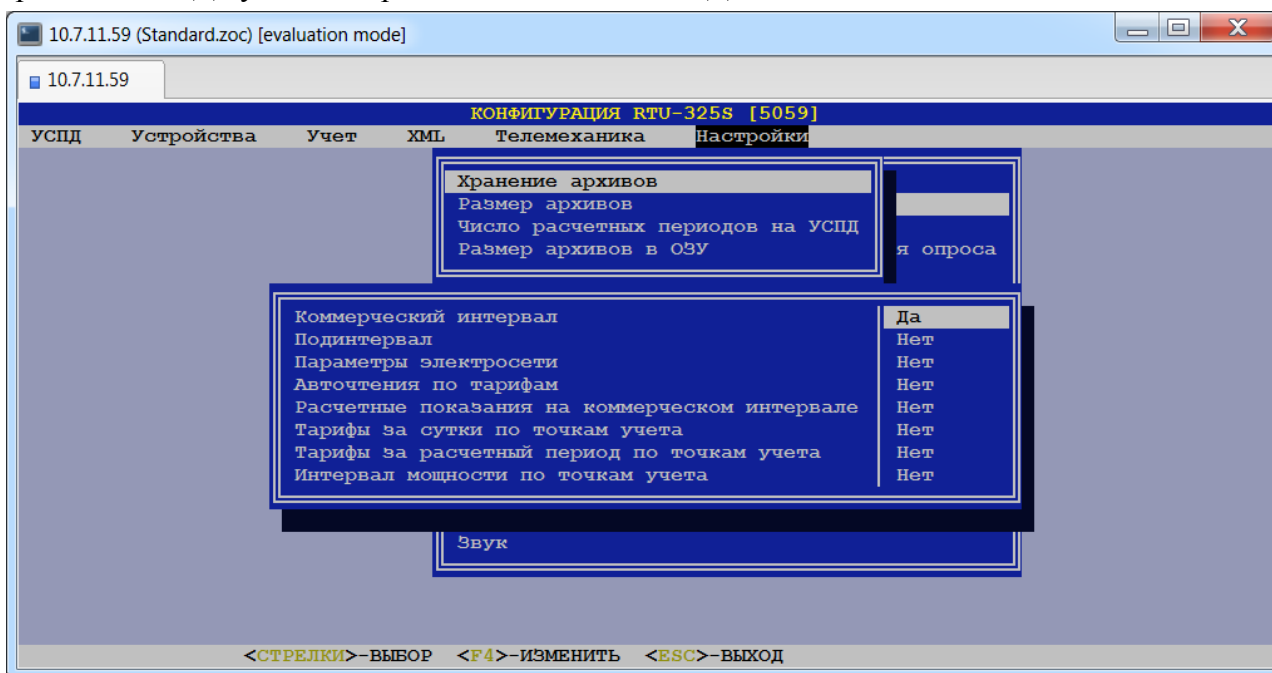 10.7.11.59 (Standard.zoc) [evaluation mode]
10.7.11.59
КОНФИГУРАЦИЯ RTU-325S [5059]
УСПД Устройства Учет XML Телемеханика Настройки
Хранение архивов
Размер архивов
Число расчетных периодов на УСПД
Размер архивов в ОЗУ
я опроса
Коммерческий интервал Да
Подинтервал Нет
Параметры электросети Нет
Авточтения по тарифам Нет
Расчетные показания на коммерческом интервале Нет
Тарифы за сутки по точкам учета Нет
Тарифы за расчетный период по точкам учета Нет
Интервал мощности по точкам учета Нет
Звук
<СТРЕЛКИ>-ВЫБОР <F4>-ИЗМЕНИТЬ <ESC>-ВЫХОД